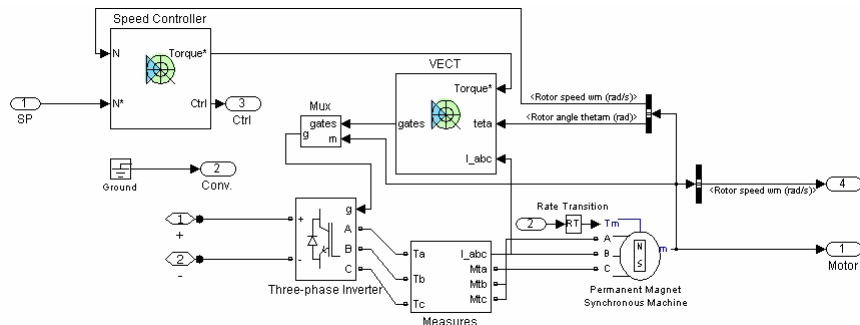 Speed Controller
N
Torque*
N*
Ctrl
1
SP
3
Ctrl
VECT
Torque*
gates
teta
I_abc
<Rotor speed wm (rad/s)>
<Rotor angle thetam (rad)>
Mux
gates
g
m
Ground
2
Conv.
<Rotor speed wm (rad/s)>
4
1
+
2
-
g
+
A
B
-
C
Three-phase Inverter
Ta
Tb
Tc
I_abc
Mta
Mtb
Mtc
Measures
Rate Transition
2
RT
Tm
A
B
C
N
S
m
Permanent Magnet
Synchronous Machine
1
Motor